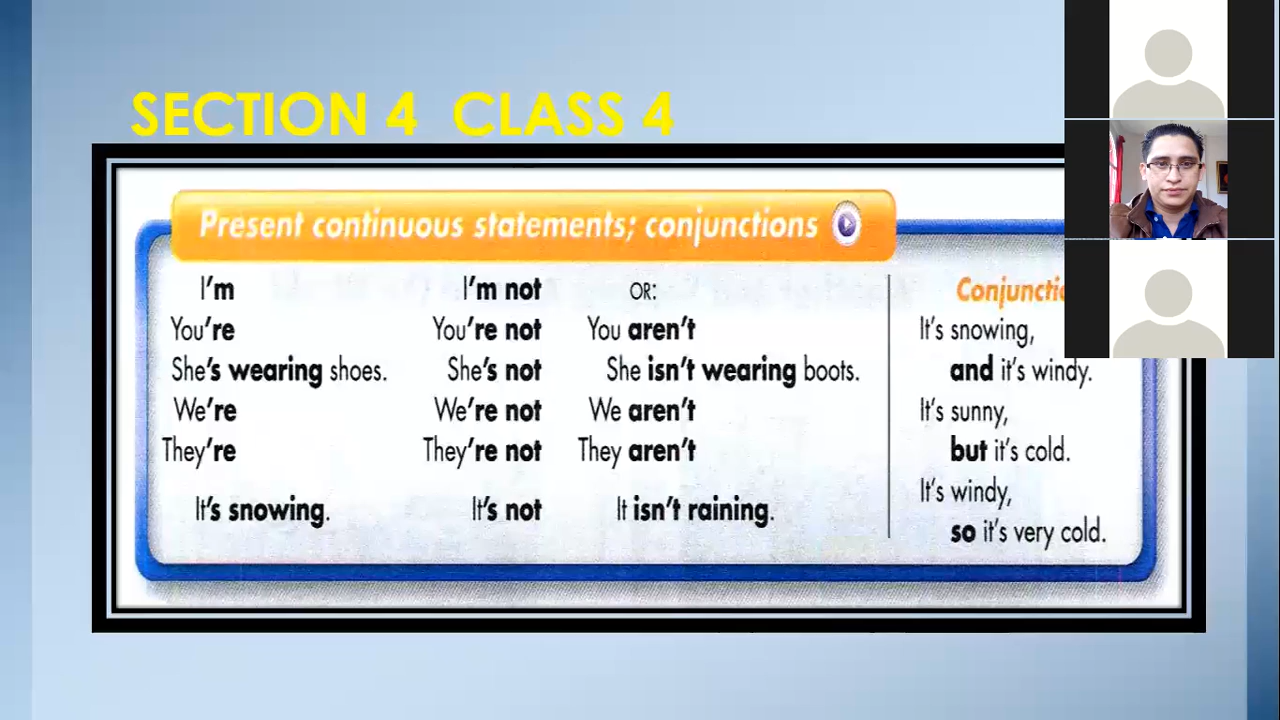 SECTION 4 CLASS 4
Present continuous statements; conjunctions
I'm I'm not OR:
You're You're not You aren't
She's wearing shoes. She's not She isn't wearing boots.
We're We're not We aren't
They're They're not They aren't
It's snowing. It's not It isn't raining.
It's snowing,
and it's windy.
It's sunny,
but it's cold.
It's windy,
so it's very cold.